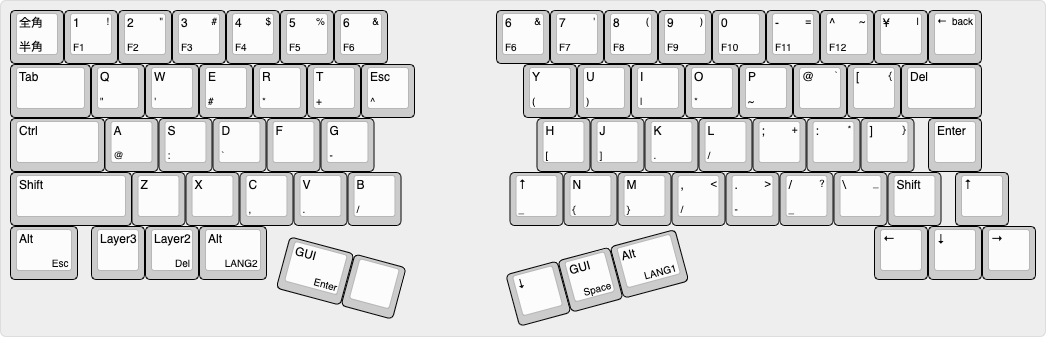 全角 1 ! 2 " 3 # 4 $ 5 % 6 & 6 & 7 ' 8 ( 9 ) 0 - = ^ ~ ¥ | ← back
半角 F1 F2 F3 F4 F5 F6 F6 F7 F8 F9 F10 F11 F12
Tab Q W E R T Esc Y U I O P @ ` [ { Del
" ' # * + ^ ( ) | " ~
Ctrl A S D F G H J K L ; + : * ] } Enter
@ : ` - [ ] . /
Shift Z X C V B ↑ N M , < . > / ? \ _ Shift ↑
, . / _ { } / - _
Alt Layer3 Layer2 Alt ← ↓ →
Esc Del LANG2
GUI
Enter
↓ GUI Alt
Space LANG1